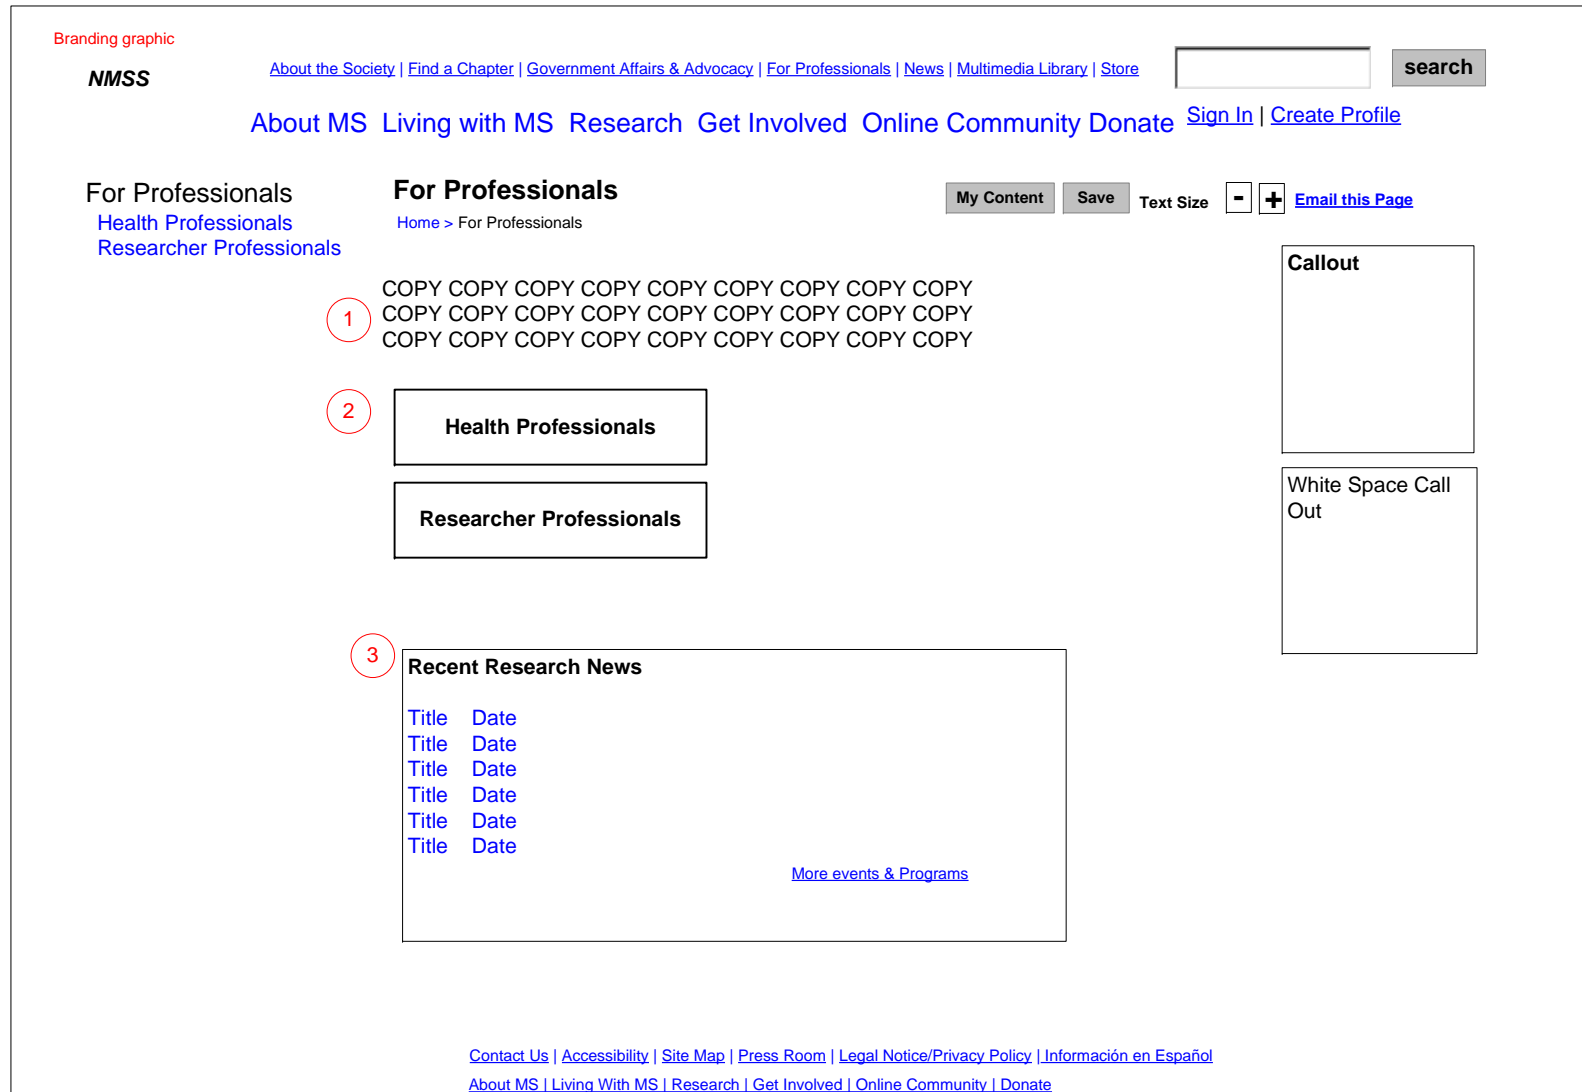 Branding graphic
NMSS
About the Society | Find a Chapter | Government Affairs & Advocacy | For Professionals | News | Multimedia Library | Store
search
About MS Living with MS Research Get Involved Online Community Donate
Sign In | Create Profile
For Professionals
Health Professionals
Researcher Professionals
For Professionals
Home > For Professionals
My Content Save Text Size - + Email this Page
Callout
1
COPY COPY COPY COPY COPY COPY COPY COPY COPY
COPY COPY COPY COPY COPY COPY COPY COPY COPY
COPY COPY COPY COPY COPY COPY COPY COPY COPY
2
Health Professionals
Researcher Professionals
White Space Call
Out
3
Recent Research News
Title Date
Title Date
Title Date
Title Date
Title Date
Title Date
More events & Programs
Contact Us | Accessibility | Site Map | Press Room | Legal Notice/Privacy Policy | Información en Español
About MS | Living With MS | Research | Get Involved | Online Community | Donate